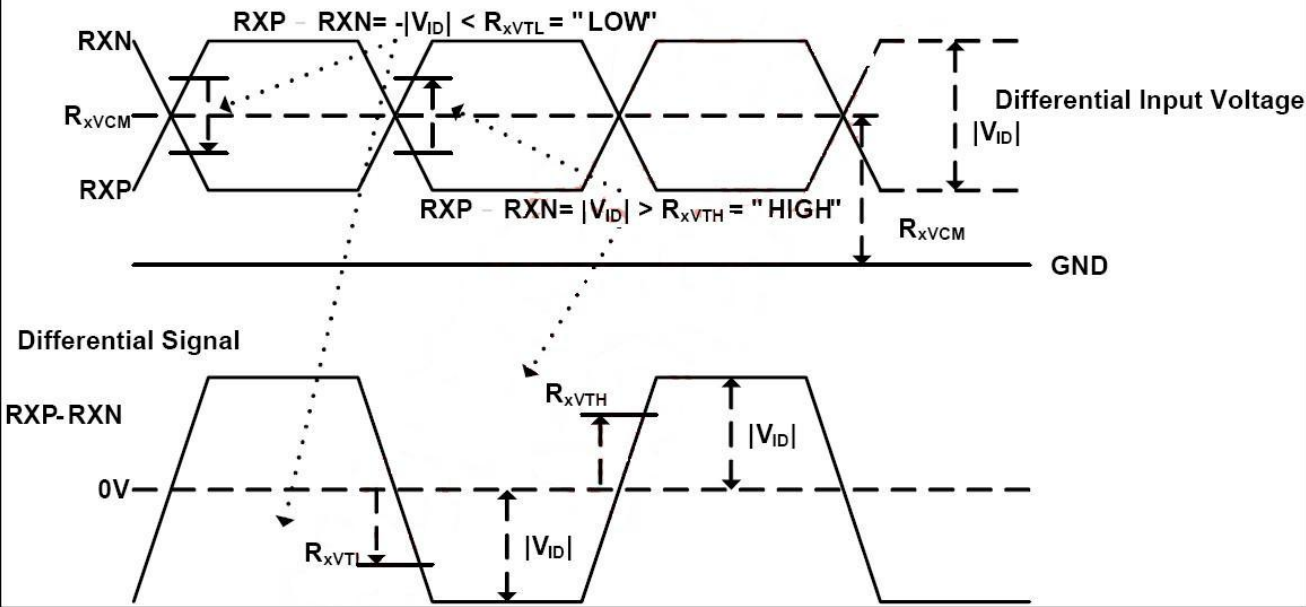 RXP - RXN= -|VID| < RxVTL = "LOW"
RXN
RxVCM
Differential Input Voltage
|VID|
RXP
RXP - RXN= |VID| > RxVTH = "HIGH"
RxVCM
GND
Differential Signal
RxVTH
RXP-RXN
|VID|
0V
RxVTL
|VID|